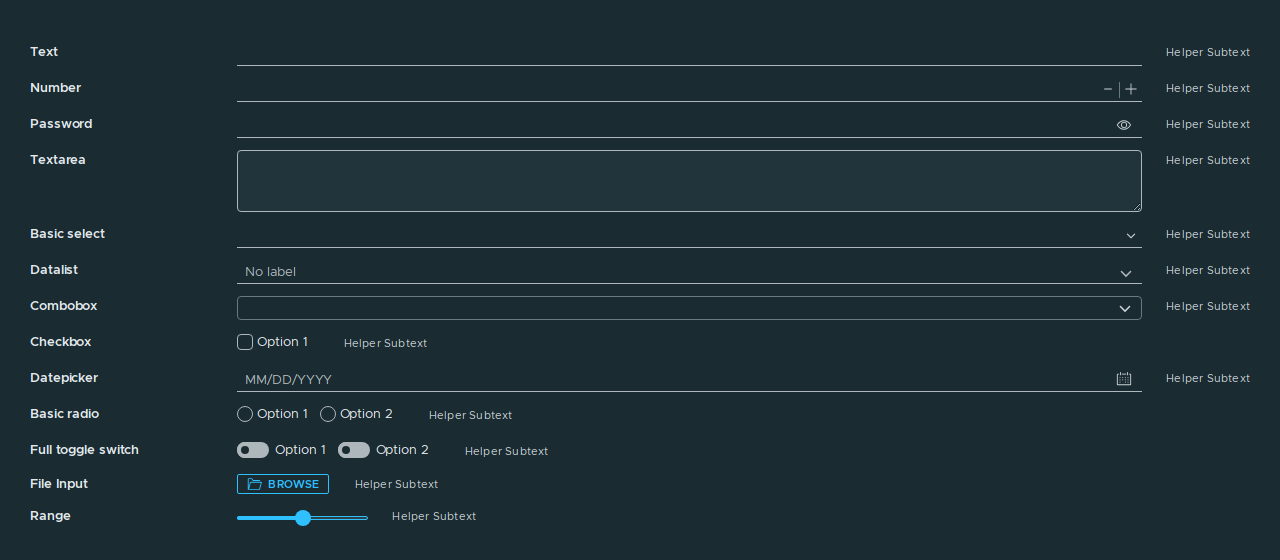 Text Helper Subtext
Number Helper Subtext
Password Helper Subtext
Textarea Helper Subtext
Basic select Helper Subtext
Datalist No label Helper Subtext
Combobox Helper Subtext
Checkbox Option 1 Helper Subtext
Datepicker MM/DD/YYYY Helper Subtext
Basic radio Option 1 Option 2 Helper Subtext
Full toggle switch Option 1 Option 2 Helper Subtext
File Input BROWSE Helper Subtext
Range Helper Subtext